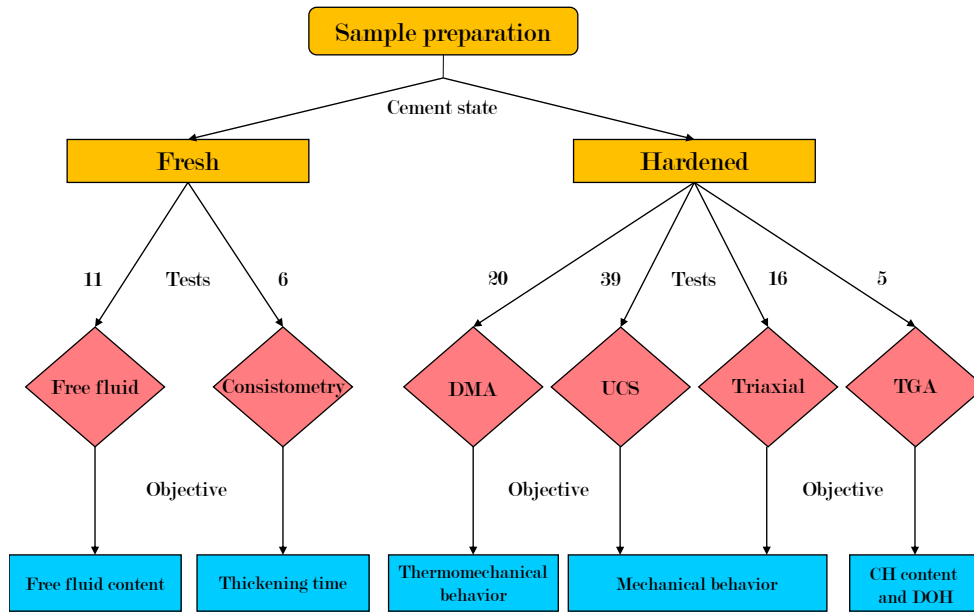 Sample preparation
Cement state
Fresh
Hardened
11
Tests
6
20
39
Tests
16
5
Free fluid
Consistometry
DMA
UCS
Triaxial
TGA
Objective
Objective
Objective
Free fluid content
Thickening time
Thermomechanical
behavior
Mechanical behavior
CH content
and DOH